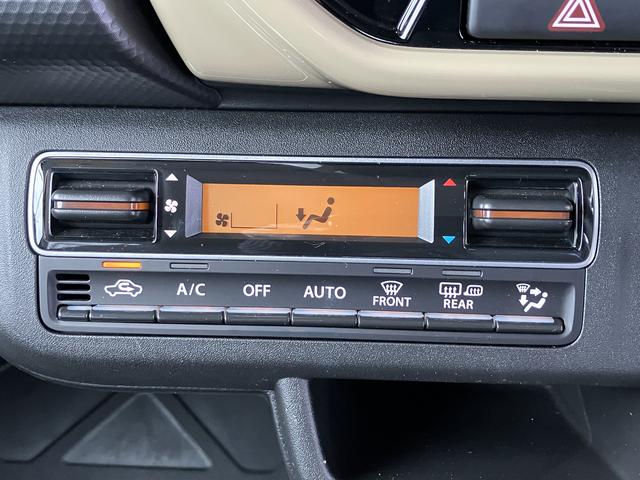 A/C OFF AUTO FRONT REAR